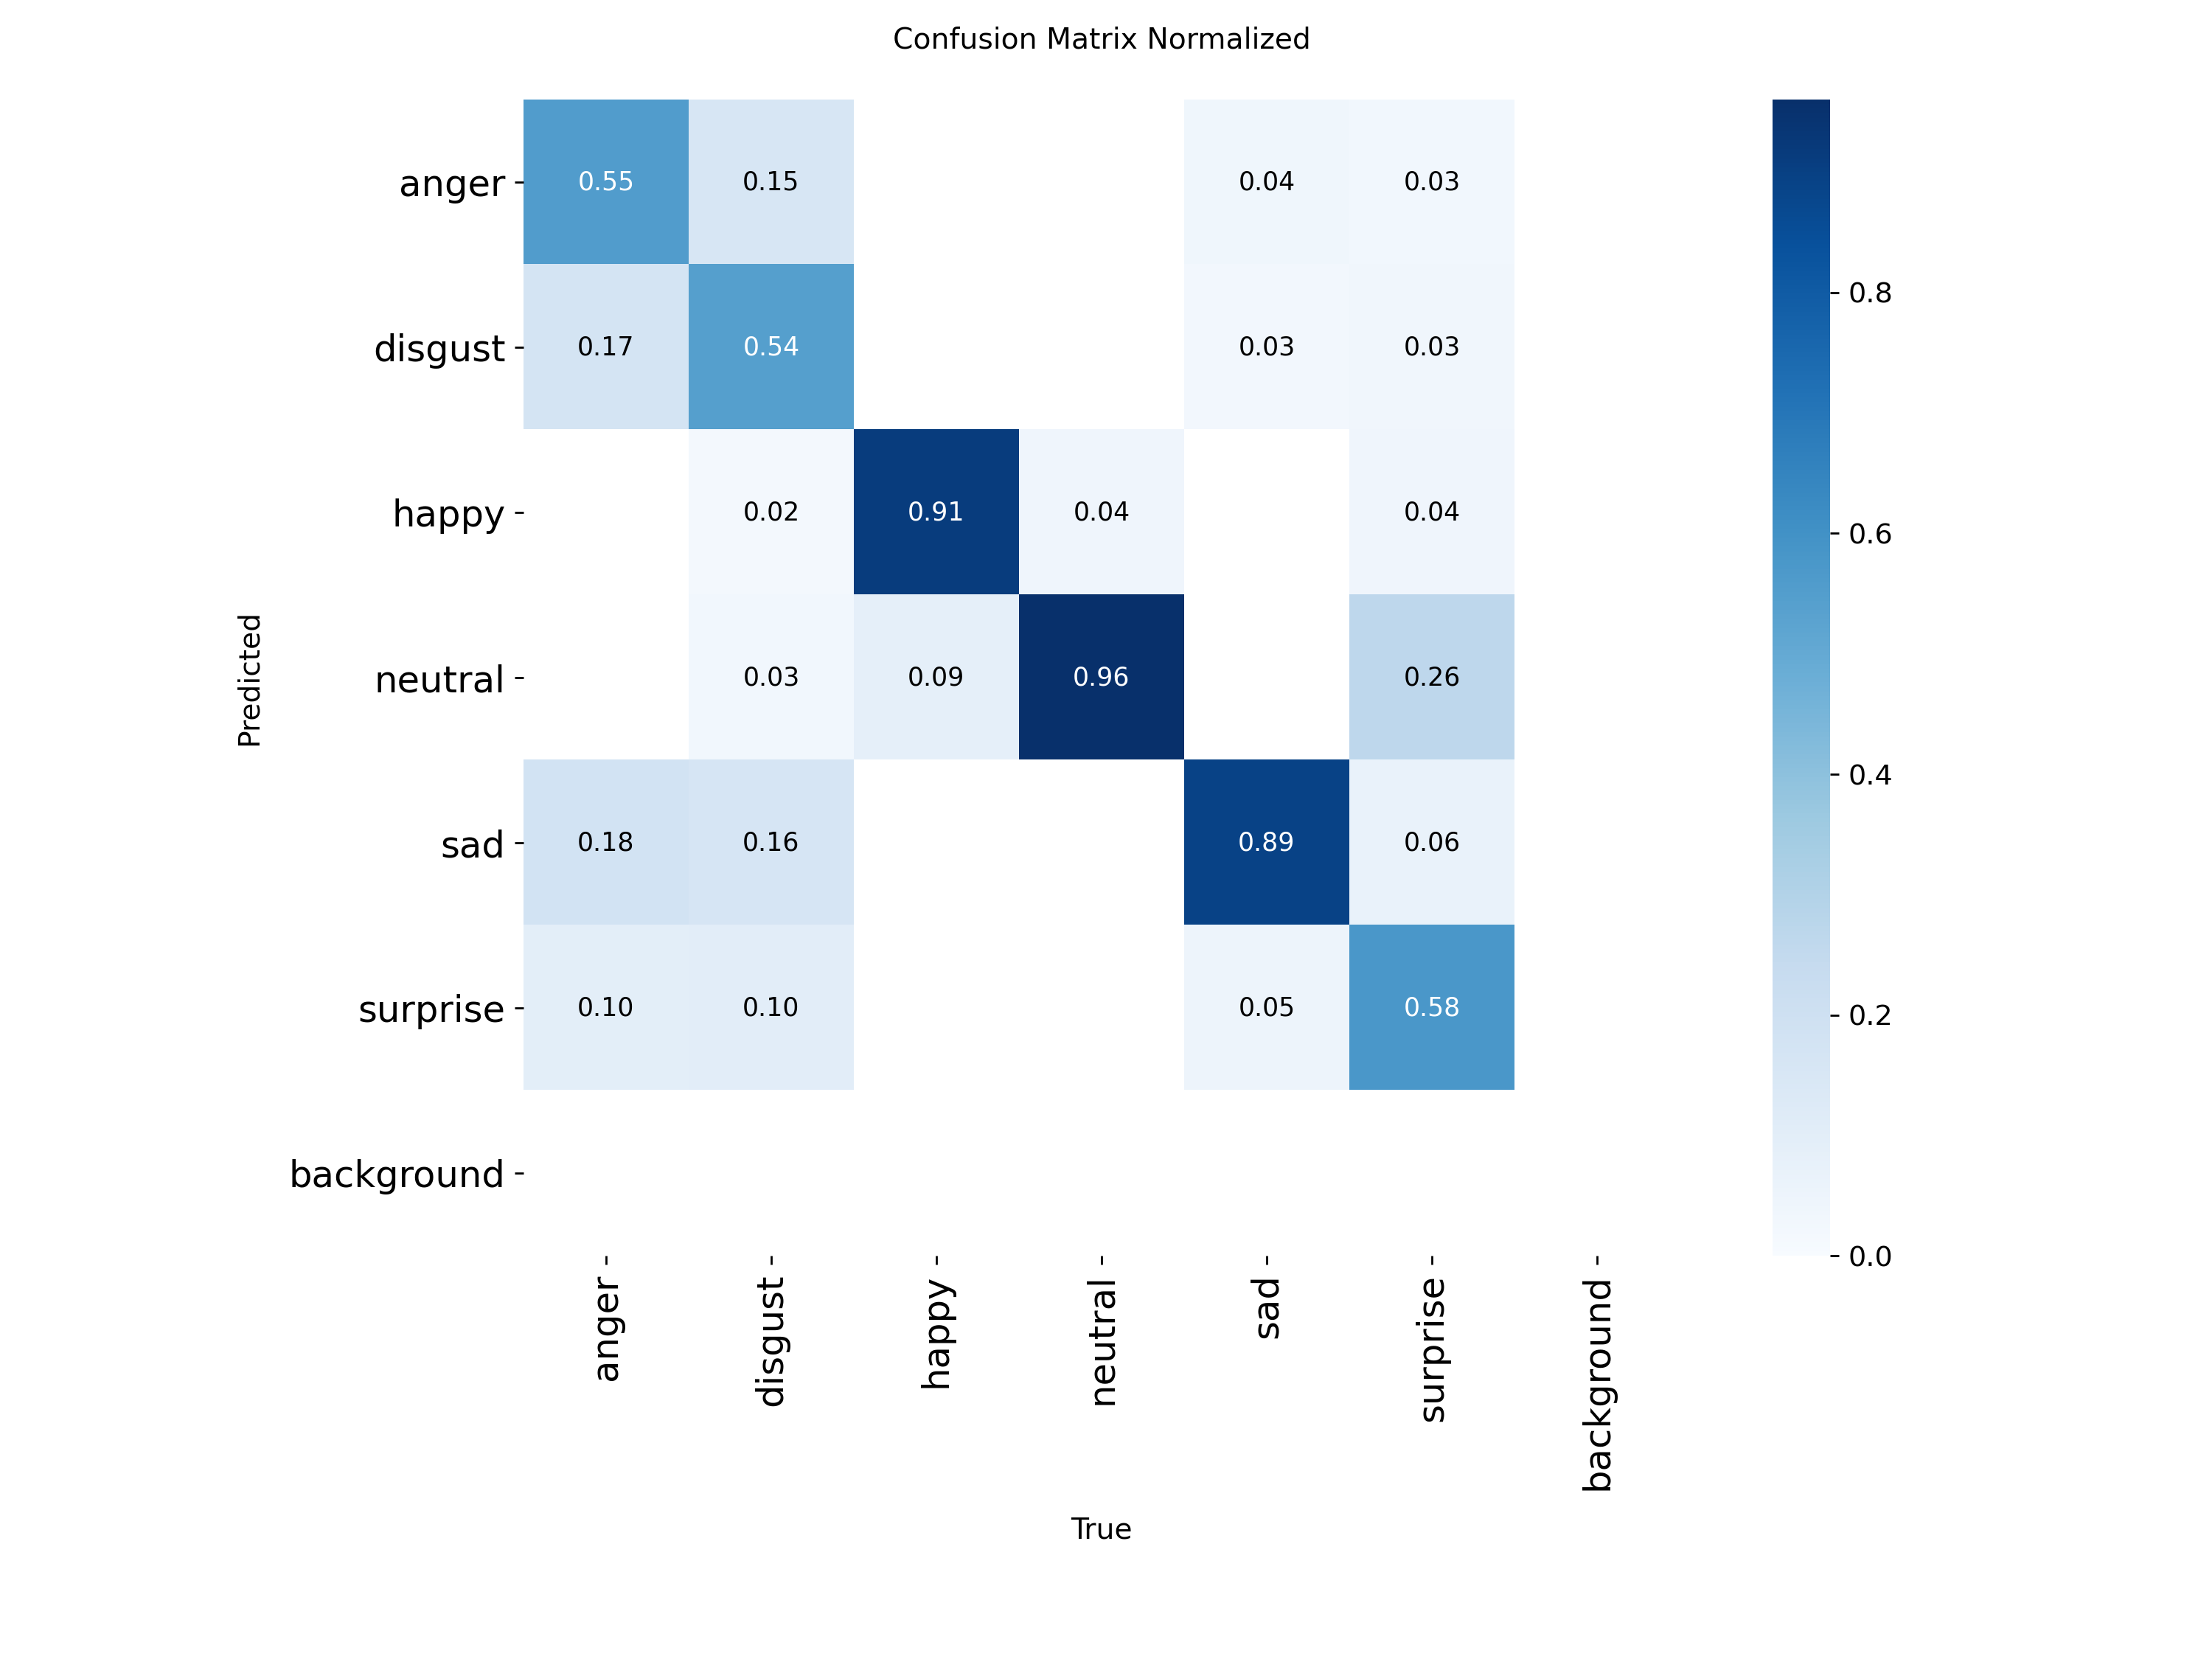 Confusion Matrix Normalized
anger 0.55 0.15 0.04 0.03
disgust 0.17 0.54 0.03 0.03
happy 0.02 0.91 0.04 0.04
neutral 0.03 0.09 0.96 0.26
sad 0.18 0.16 0.89 0.06
surprise 0.10 0.10 0.05 0.58
background
Predicted
anger disgust happy neutral sad surprise background
True
0.8
0.6
0.4
0.2
0.0